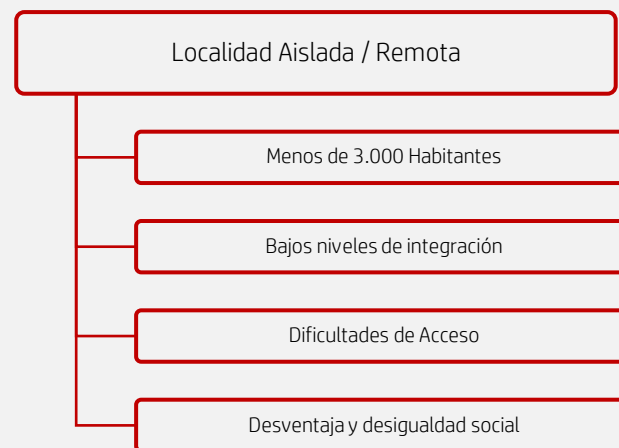 Localidad Aislada / Remota
Menos de 3.000 Habitantes
Bajos niveles de integración
Dificultades de Acceso
Desventaja y desigualdad social